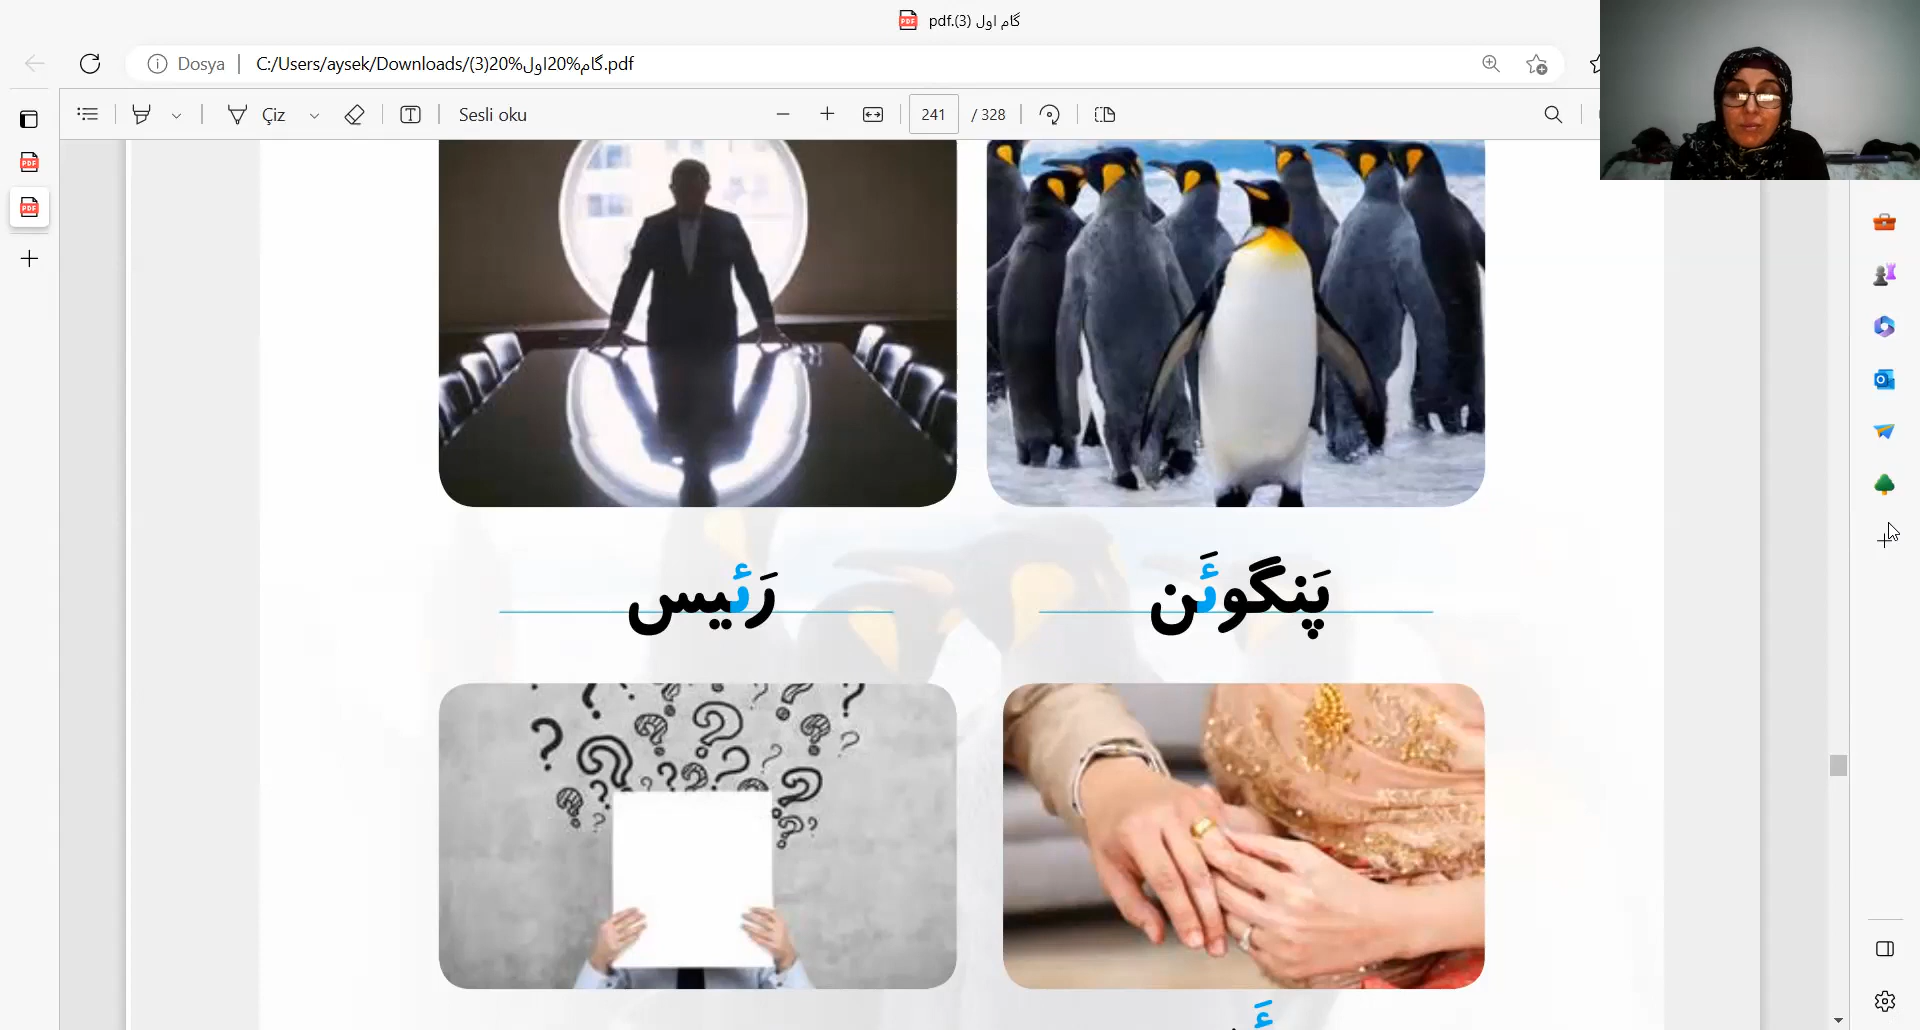 گام اول (3).pdf
Dosya
C:/Users/aysek/Downloads/(3)20%اول20%گام.pdf
Çiz
Sesli oku
241 / 328
پَنگوئَن
رَئیس